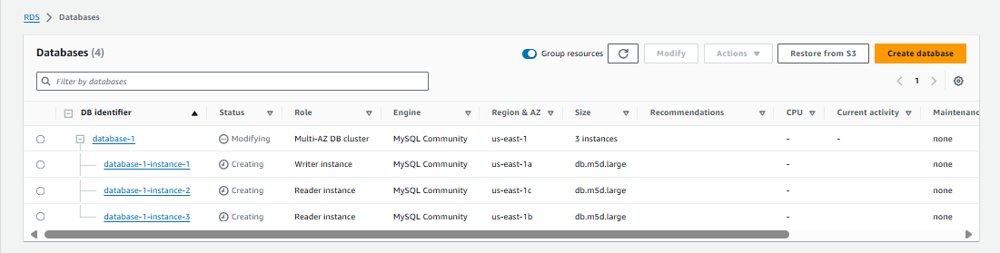 RDS > Databases
Databases (4)
Group resources
Modify
Actions
Restore from S3
Create database
Filter by databases
1
DB identifier Status Role Engine Region & AZ Size Recommendations CPU Current activity Maintenanc
database-1 Modifying Multi-AZ DB cluster MySQL Community us-east-1 3 instances - - none
database-1-instance-1 Creating Writer instance MySQL Community us-east-1a db.m5d.large - none
database-1-instance-2 Creating Reader instance MySQL Community us-east-1c db.m5d.large - none
database-1-instance-3 Creating Reader instance MySQL Community us-east-1b db.m5d.large - none